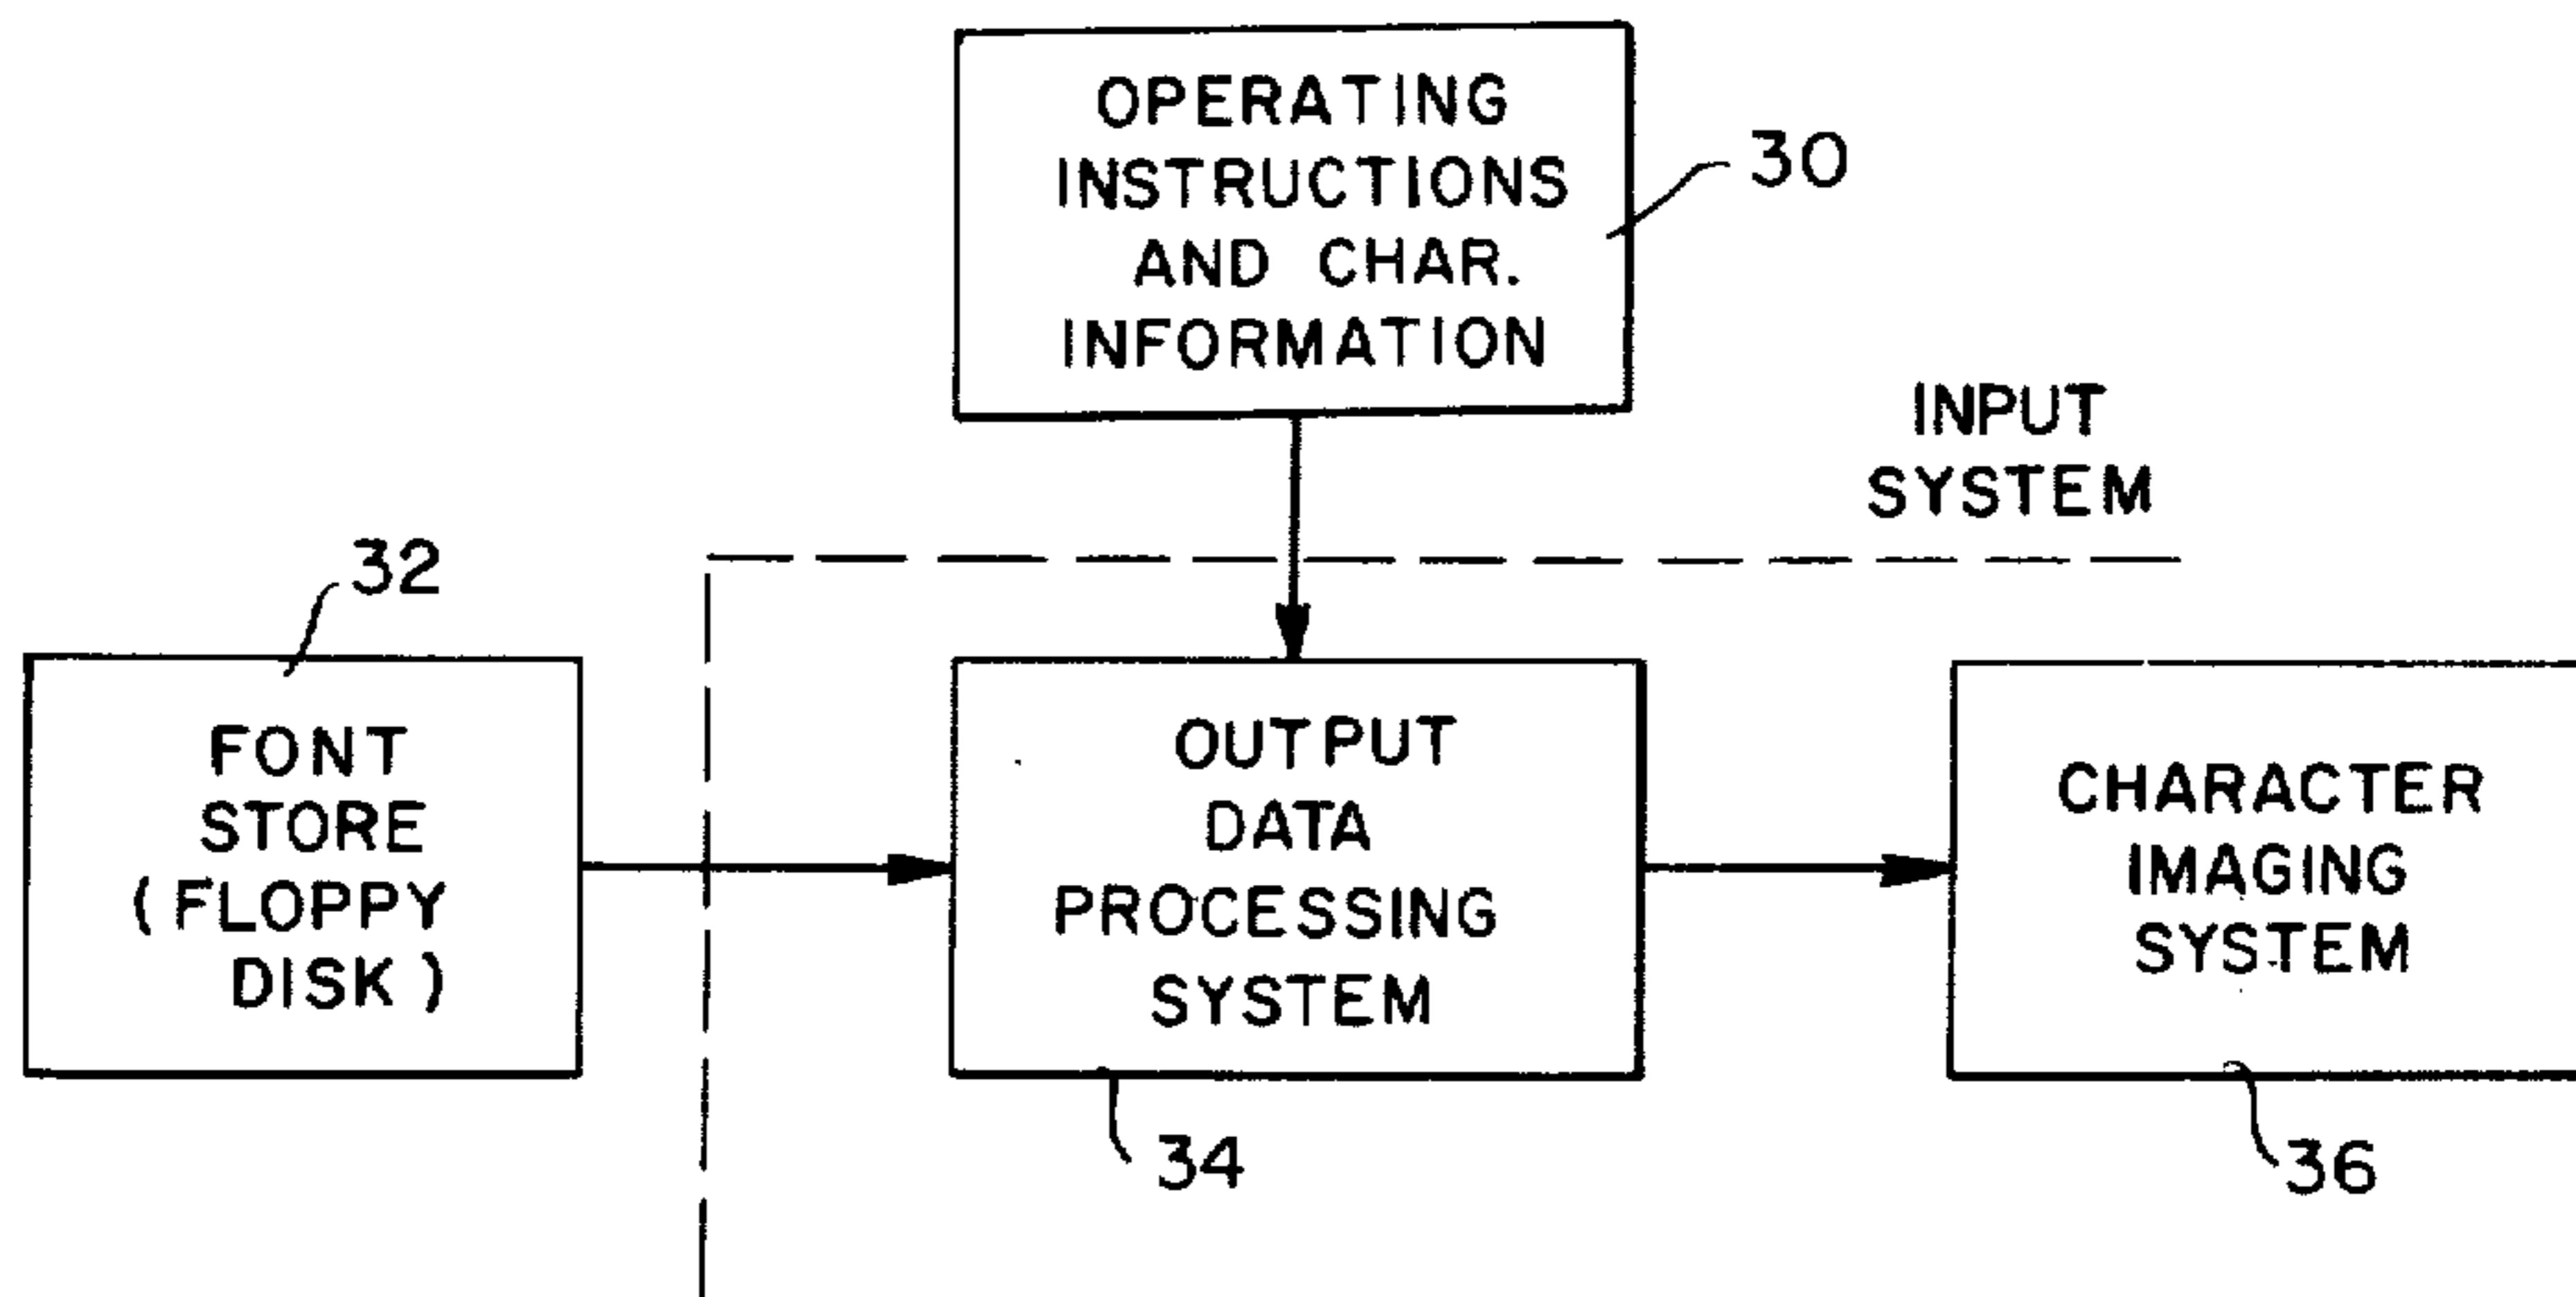 OPERATING
INSTRUCTIONS
AND CHAR.
INFORMATION
30
INPUT
SYSTEM
32
FONT
STORE
(FLOPPY
DISK)
OUTPUT
DATA
PROCESSING
SYSTEM
34
CHARACTER
IMAGING
SYSTEM
36